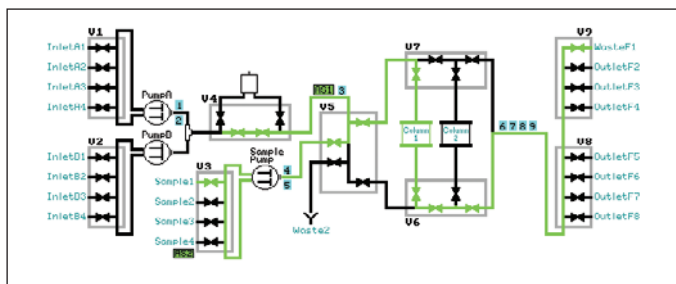 V1
InletA1
InletA2
InletA3
InletA4
PumpA
1
2
V2
PumpB
InletB1
InletB2
InletB3
InletB4
V4
V3
Sample1
Sample2
Sample3
Sample4
AS2
Sample
Pump
4
5
AS1
3
V5
Waste2
V7
Column
1
Column
2
V6
6 7 8 9
V9
WasteF1
OutletF2
OutletF3
OutletF4
V8
OutletF5
OutletF6
OutletF7
OutletF8